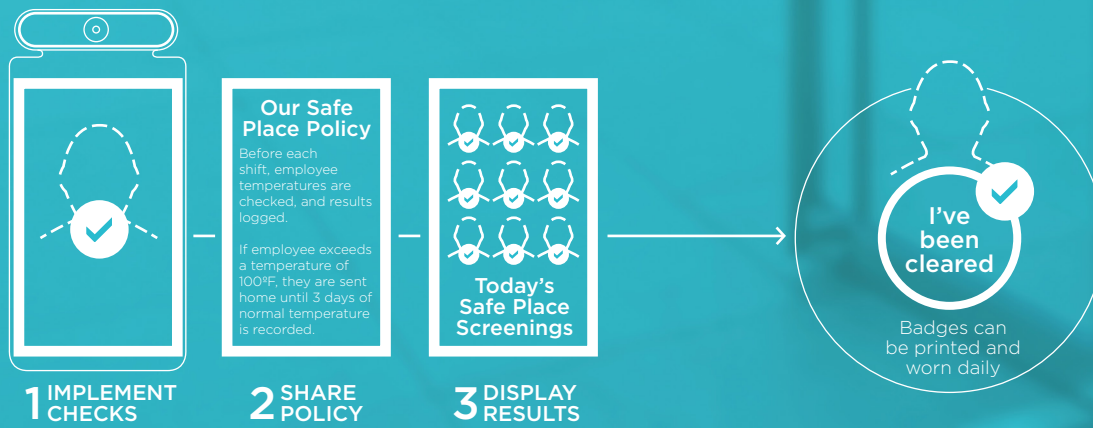 Our Safe
Place Policy
Before each
shift, employee
temperatures are
checked, and results
logged.
If employee exceeds
a temperature of
100ºF, they are sent
home until 3 days of
normal temperature
is recorded.
Today's
Safe Place
Screenings
I've
been
cleared
Badges can
be printed and
worn daily
1 IMPLEMENT
CHECKS
2 SHARE
POLICY
3 DISPLAY
RESULTS